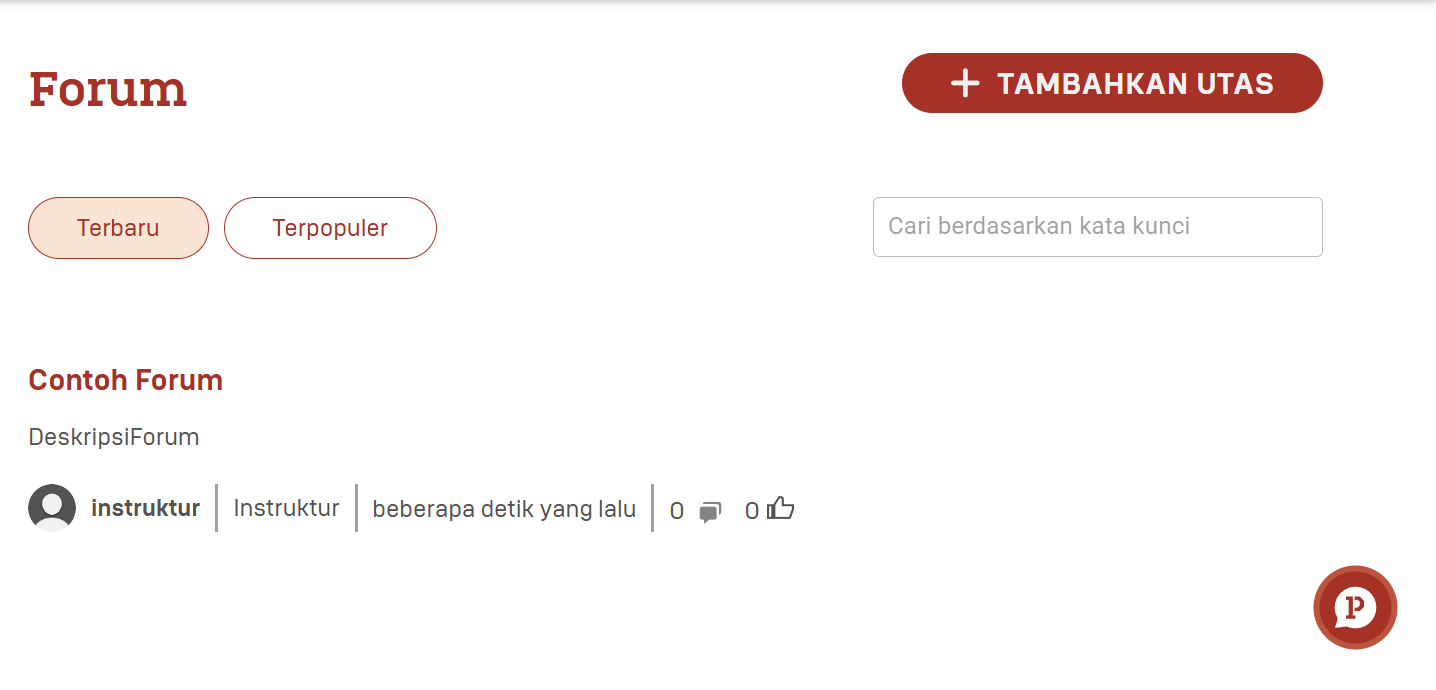 Forum
TAMBAHKAN UTAS
Terbaru
Terpopuler
Cari berdasarkan kata kunci
Contoh Forum
DeskripsiForum
instruktur Instruktur beberapa detik yang lalu 0 0
P